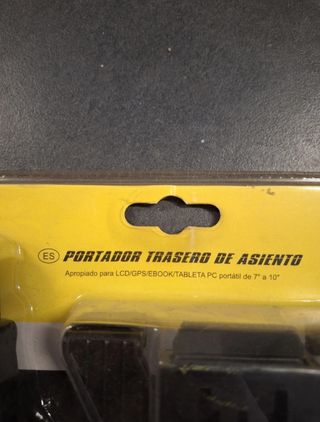 ES PORTADOR TRASERO DE ASIENTO
Apropiado para LCD/GPS/EBOOK/TABLETA PC portátil de 7" a 10"